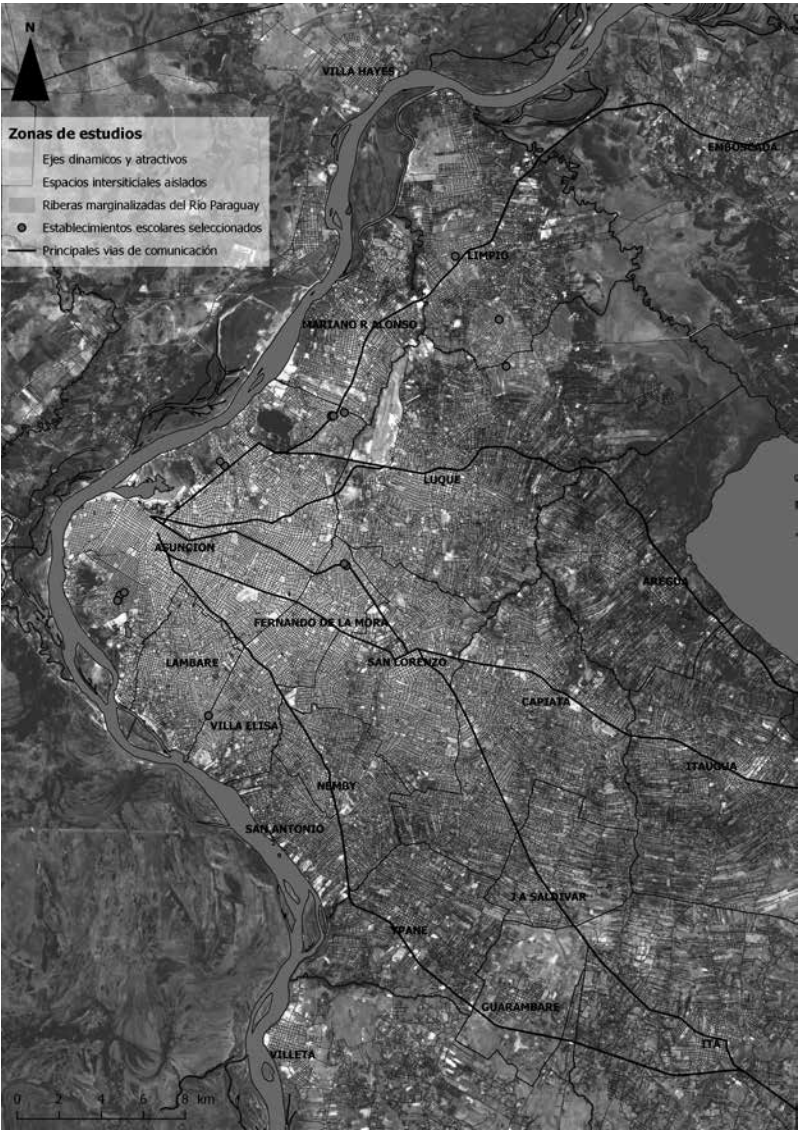 N
VILLA HAYES
Zonas de estudios
Ejes dinamicos y atractivos
Espacios intersiticiales aislados
Riberas marginalizadas del Rio Paraguay
Establecimientos escolares seleccionados
Principales vias de comunicación
EMBOSCADA
LIMPIO
MARIANO R ALONSO
LUQUE
ASUNCION
AREGUA
FERNANDO DE LA MORA
LAMBARE
SAN LORENZO
CAPIATA
VILLA ELISA
ITAUGUA
NEMBY
SAN ANTONIO
J A SALDIVAR
YPANE
GUARAMBARE
ITA
VILLETA
0 2 4 6 8 km